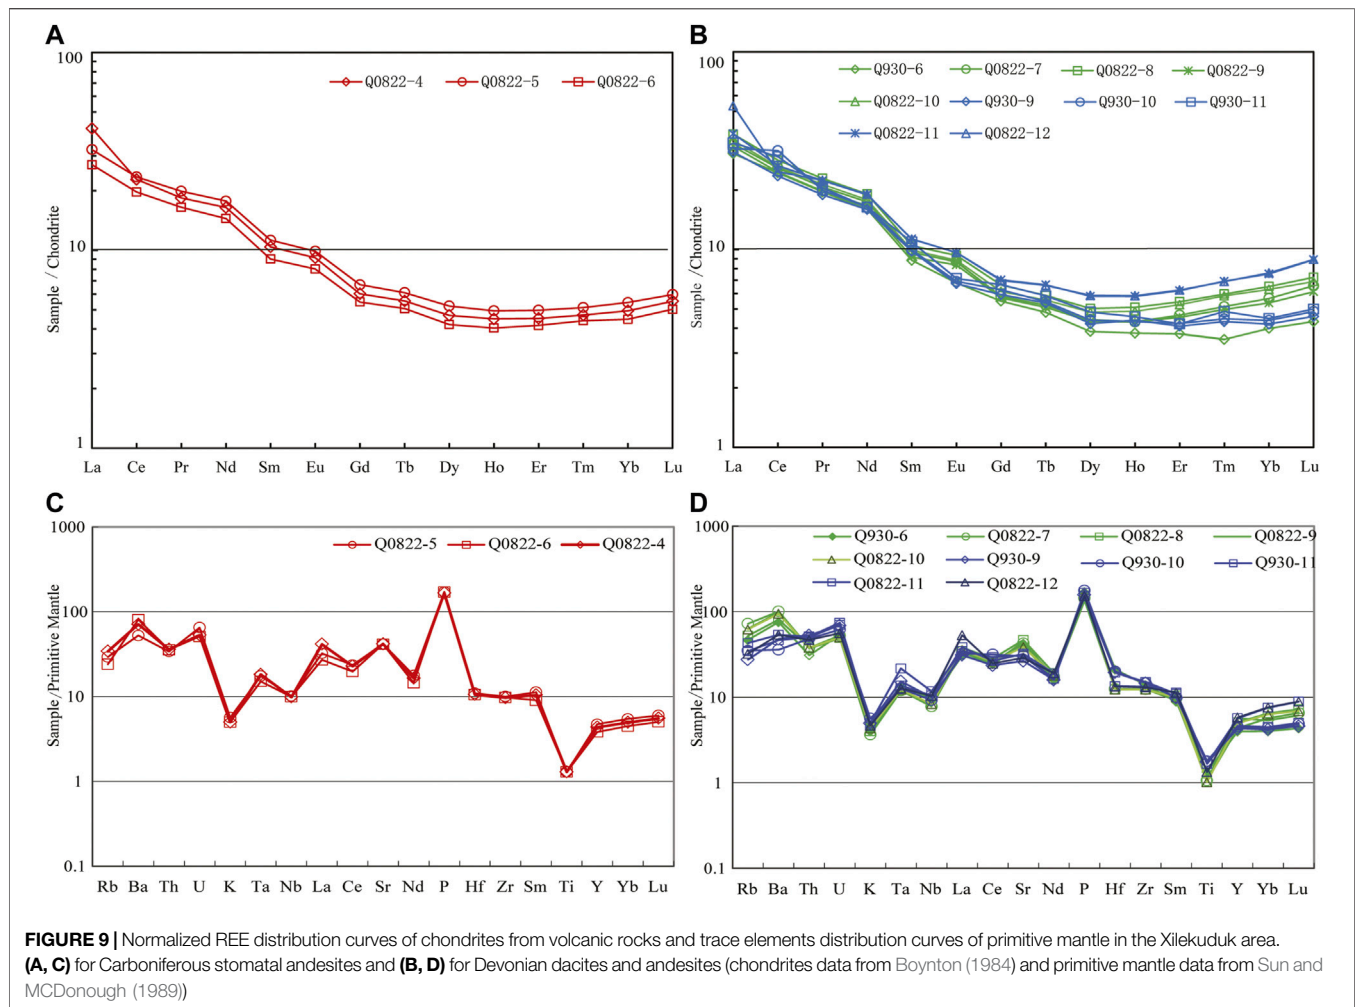 A
100
10
1
Sample / Chondrite
Q0822-4 Q0822-5 Q0822-6
La Ce Pr Nd Sm Eu Gd Tb Dy Ho Er Tm Yb Lu
B
100
10
1
Sample /Chondrite
Q930-6 Q0822-7 Q0822-8 Q0822-9
Q0822-10 Q930-9 Q930-10 Q930-11
Q0822-11 Q0822-12
La Ce Pr Nd Sm Eu Gd Tb Dy Ho Er Tm Yb Lu
C
1000
100
10
1
0.1
Sample/Primitive Mantle
Q0822-5 Q0822-6 Q0822-4
Rb Ba Th U K Ta Nb La Ce Sr Nd P Hf Zr Sm Ti Y Yb Lu
D
1000
100
10
1
0.1
Sample/Primitive Mantle
Q930-6 Q0822-7 Q0822-8 Q0822-9
Q0822-10 Q930-9 Q930-10 Q930-11
Q0822-11 Q0822-12
Rb Ba Th U K Ta Nb La Ce Sr Nd P Hf Zr Sm Ti Y Yb Lu
FIGURE 9 | Normalized REE distribution curves of chondrites from volcanic rocks and trace elements distribution curves of primitive mantle in the Xilekuduk area.
(A, C) for Carboniferous stomatal andesites and (B, D) for Devonian dacites and andesites (chondrites data from Boynton (1984) and primitive mantle data from Sun and
MCDonough (1989))